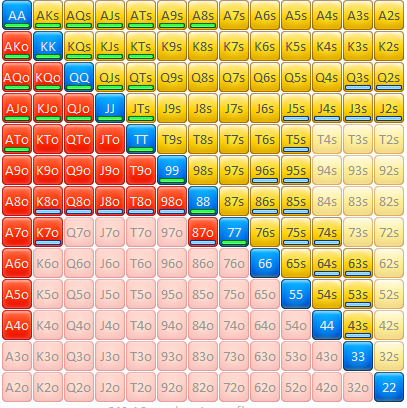 AA AKs AQs AJs ATs A9s A8s A7s A6s A5s A4s A3s A2s
AKo KK KQs KJs KTs K9s K8s K7s K6s K5s K4s K3s K2s
AQo KQo QQ QJs QTs Q9s Q8s Q7s Q6s Q5s Q4s Q3s Q2s
AJo KJo QJo JJ JTs J9s J8s J7s J6s J5s J4s J3s J2s
ATo KTo QTo JTo TT T9s T8s T7s T6s T5s T4s T3s T2s
A9o K9o Q9o J9o T9o 99 98s 97s 96s 95s 94s 93s 92s
A8o K8o Q8o J8o T8o 98o 88 87s 86s 85s 84s 83s 82s
A7o K7o Q7o J7o T7o 97o 87o 77 76s 75s 74s 73s 72s
A6o K6o Q6o J6o T6o 96o 86o 76o 66 65s 64s 63s 62s
A5o K5o Q5o J5o T5o 95o 85o 75o 65o 55 54s 53s 52s
A4o K4o Q4o J4o T4o 94o 84o 74o 64o 54o 44 43s 42s
A3o K3o Q3o J3o T3o 93o 83o 73o 63o 53o 43o 33 32s
A2o K2o Q2o J2o T2o 92o 82o 72o 62o 52o 42o 32o 22